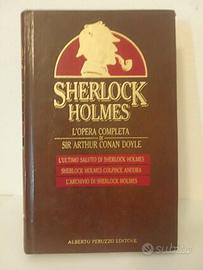 SHERLOCK
HOLMES
L'OPERA COMPLETA
DI
SIR ARTHUR CONAN DOYLE
L'ULTIMO SALUTO DI SHERLOCK HOLMES
SHERLOCK HOLMES COLPISCE ANCORA
L'ARCHIVIO DI SHERLOCK HOLMES
ALBERTO PERUZZO EDITORE
subito